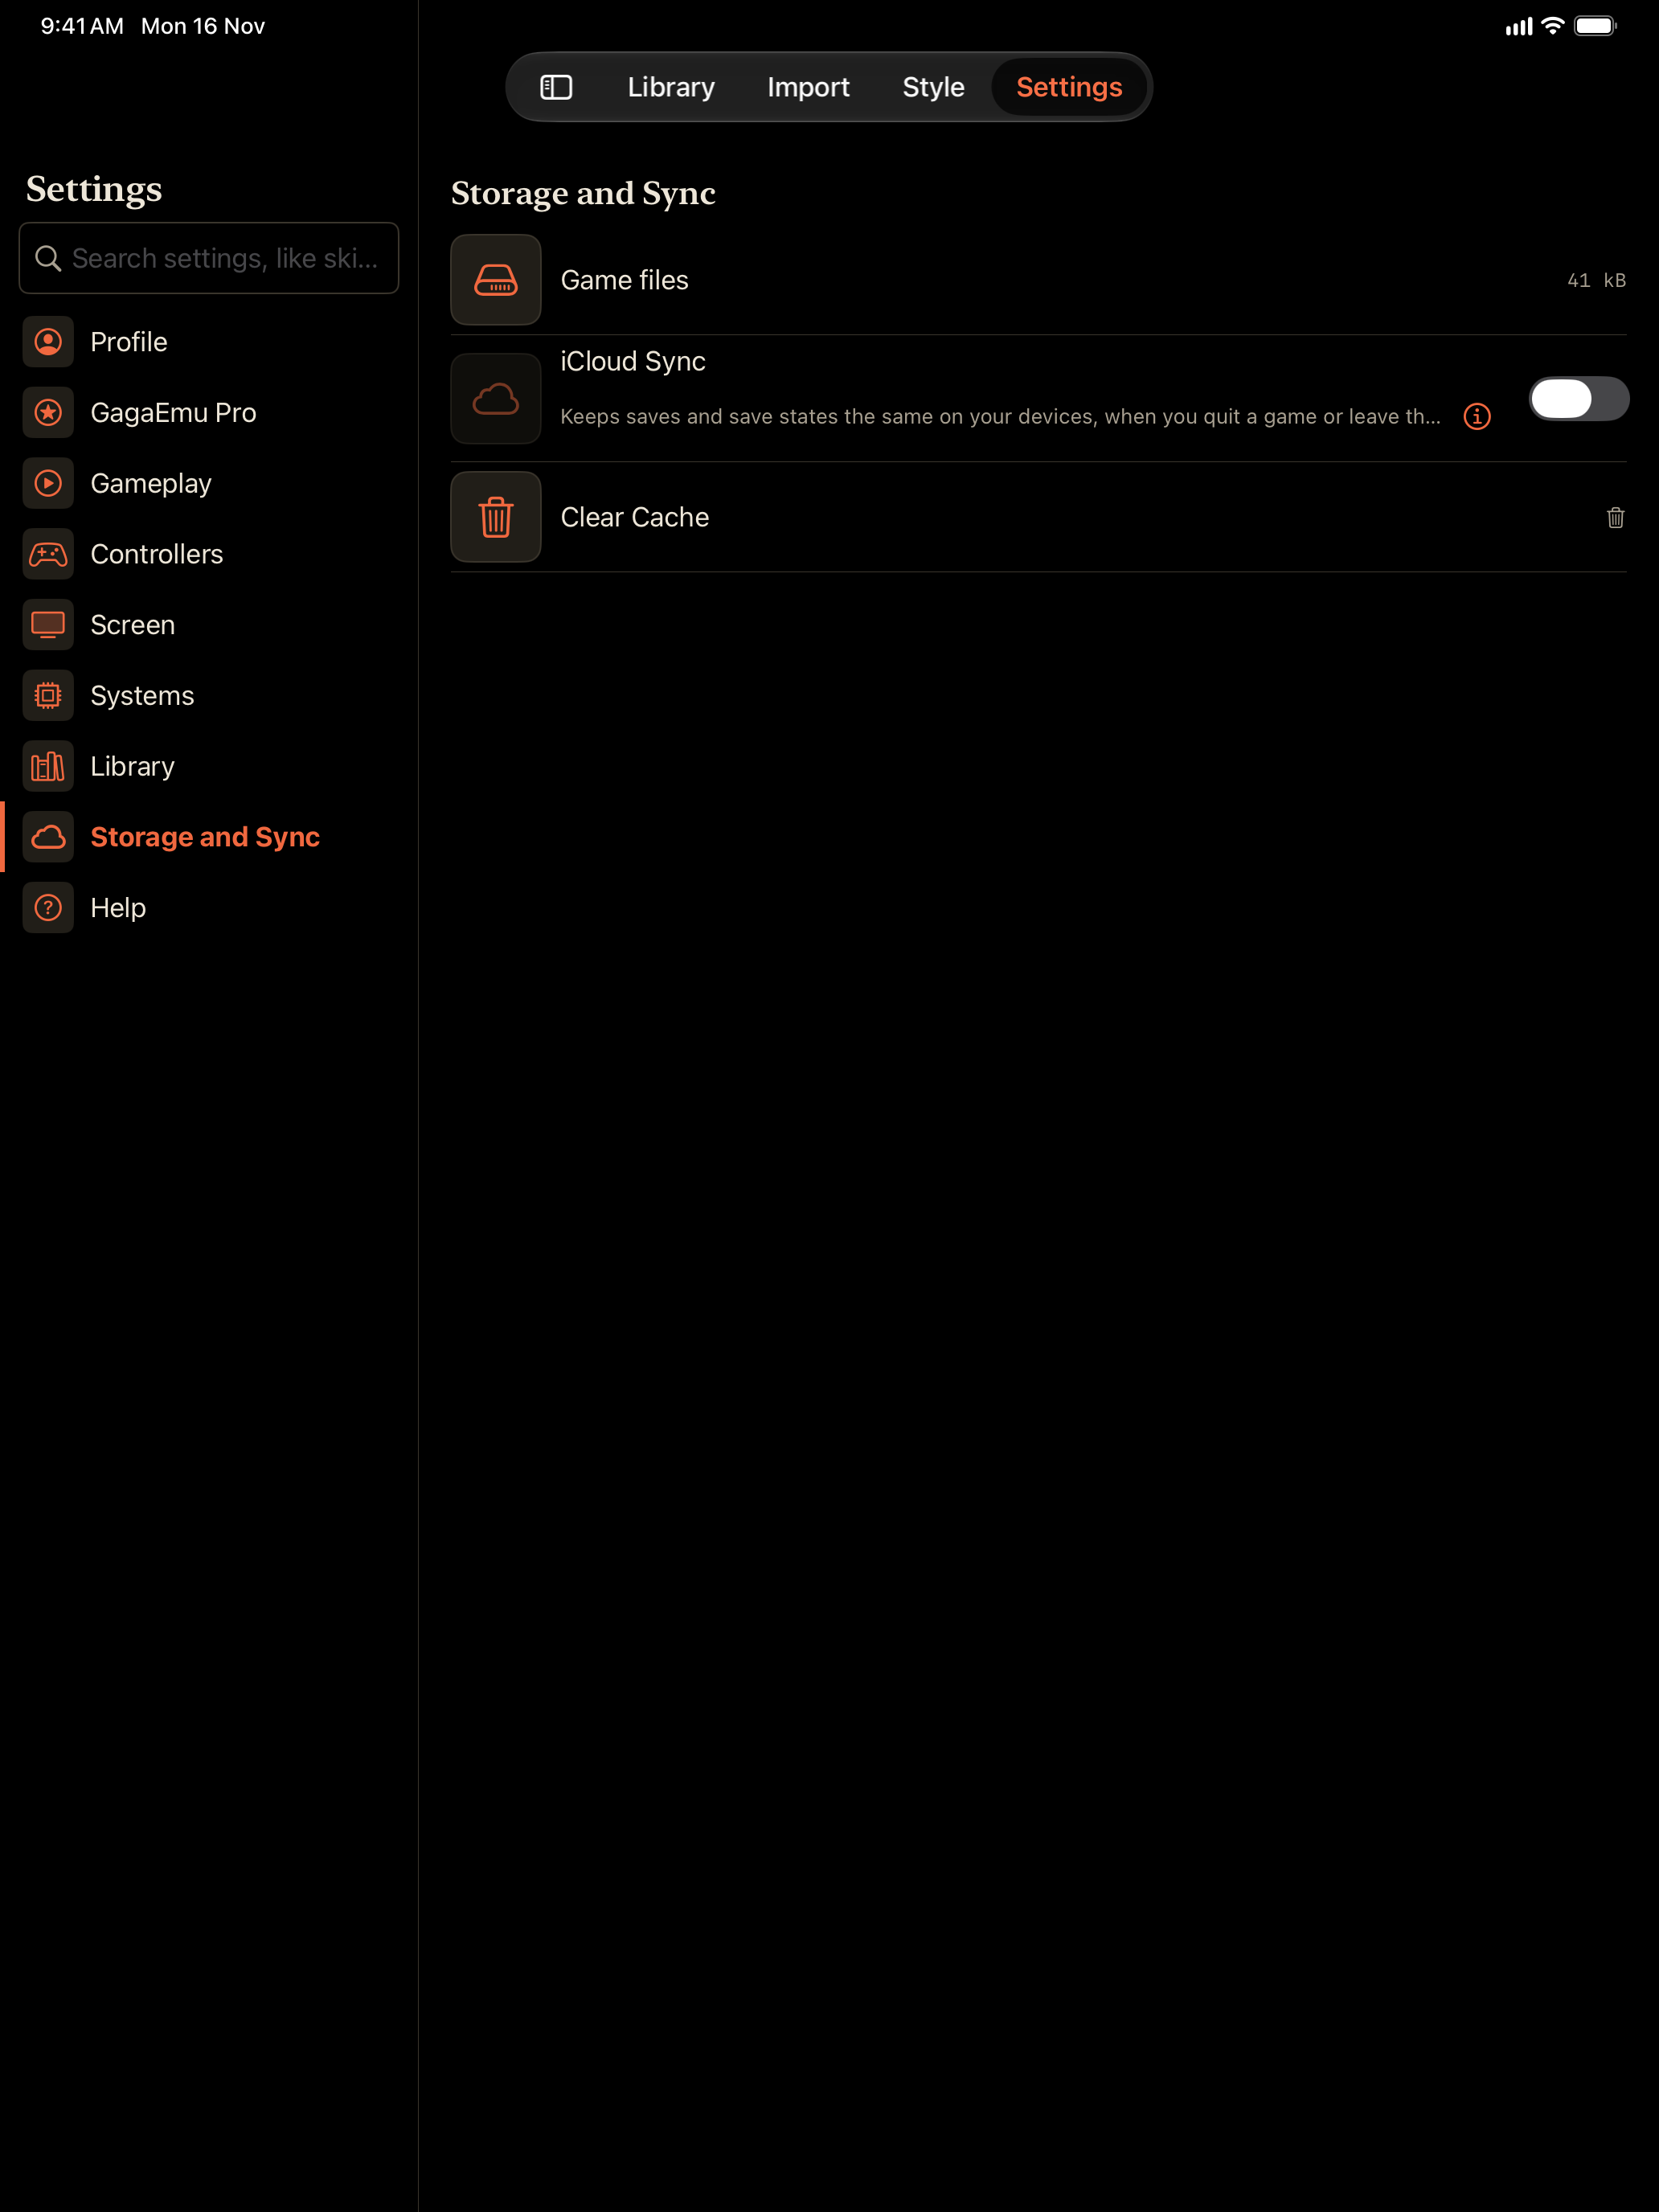 9:41 AM Mon 16 Nov
Library Import Style Settings
Settings
Search settings, like ski...
Profile
GagaEmu Pro
Gameplay
Controllers
Screen
Systems
Library
Storage and Sync
Help
Storage and Sync
Game files 41 kB
iCloud Sync
Keeps saves and save states the same on your devices, when you quit a game or leave th...
Clear Cache